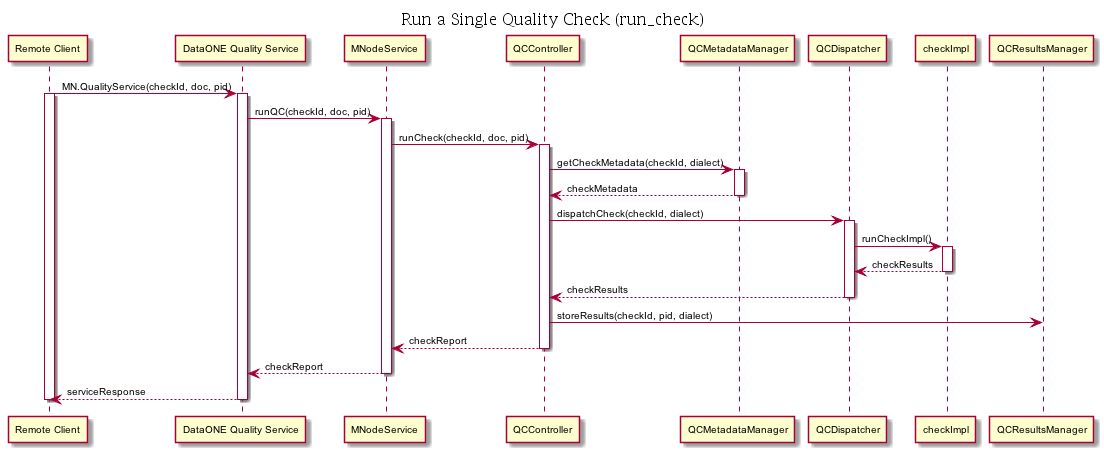 Run a Single Quality Check (run_check)
Remote Client
DataONE Quality Service
MNodeService
QCController
QCMetadataManager
QCDispatcher
checkImpl
QCResultsManager
MN.QualityService(checkId, doc, pid)
runQC(checkId, doc, pid)
runCheck(checkId, doc, pid)
getCheckMetadata(checkId, dialect)
checkMetadata
dispatchCheck(checkId, dialect)
runCheckImpl()
checkResults
checkResults
storeResults(checkId, pid, dialect)
checkReport
checkReport
serviceResponse
Remote Client
DataONE Quality Service
MNodeService
QCController
QCMetadataManager
QCDispatcher
checkImpl
QCResultsManager